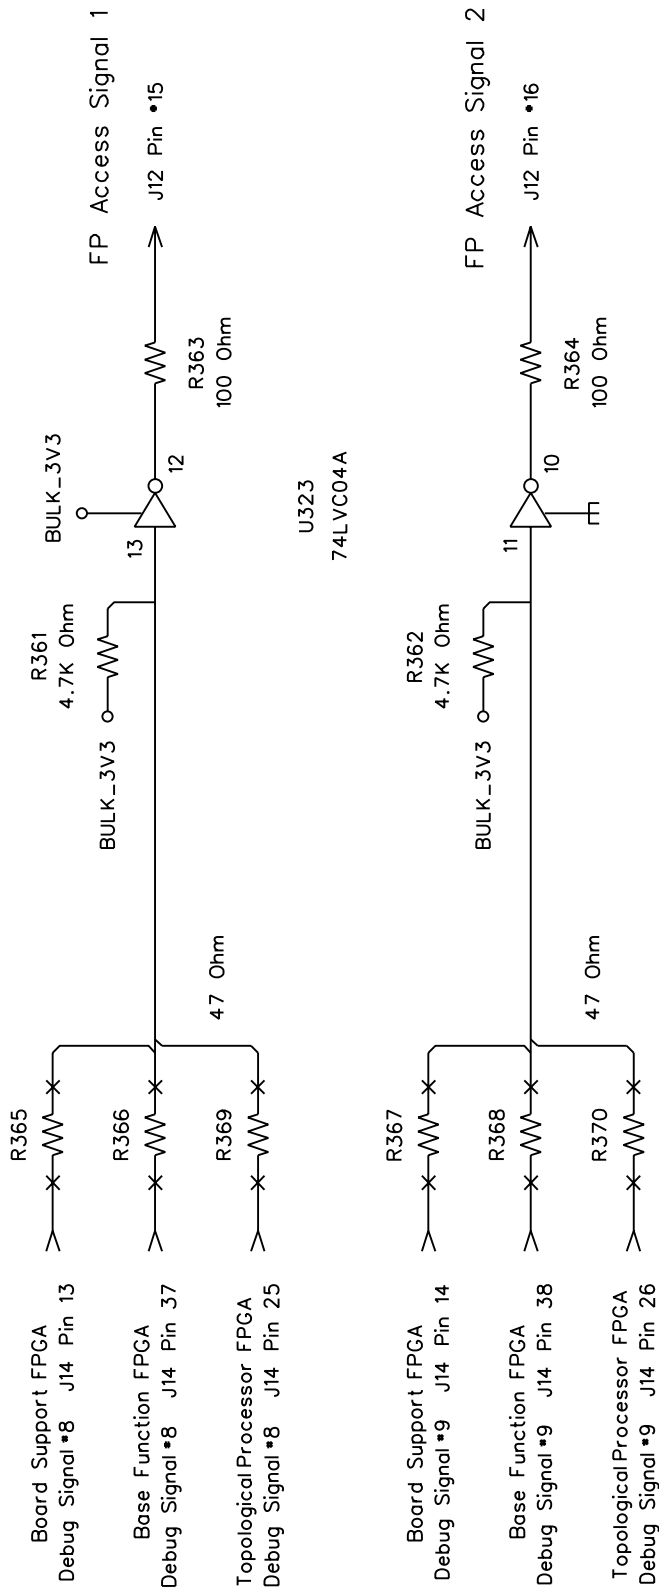 FP Access Signal 1
J12 Pin #15
BULK_3V3
12
13
R363
100 Ohm
R361
4.7K Ohm
BULK_3V3
47 Ohm
R365
R366
R369
Board Support FPGA
Debug Signal #8 J14 Pin 13
Base Function FPGA
Debug Signal #8 J14 Pin 37
Topological Processor FPGA
Debug Signal #8 J14 Pin 25
U323
74LVC04A
FP Access Signal 2
J12 Pin #16
10
11
R364
100 Ohm
R362
4.7K Ohm
BULK_3V3
47 Ohm
R367
R368
R370
Board Support FPGA
Debug Signal #9 J14 Pin 14
Base Function FPGA
Debug Signal #9 J14 Pin 38
Topological Processor FPGA
Debug Signal #9 J14 Pin 26